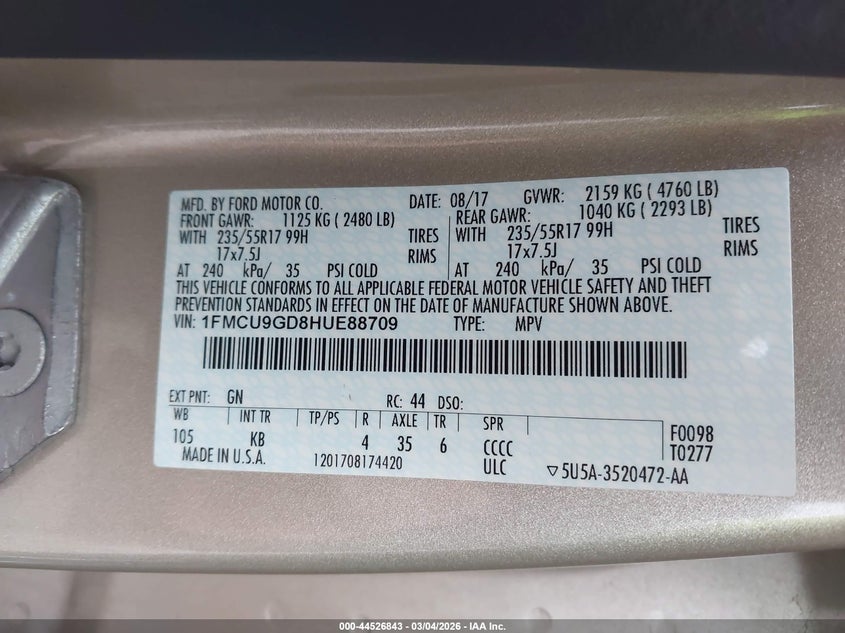 MFD. BY FORD MOTOR CO. DATE: 08/17 GVWR: 2159 KG ( 4760 LB)
FRONT GAWR: 1125 KG ( 2480 LB) REAR GAWR: 1040 KG ( 2293 LB)
WITH 235/55R17 99H TIRES WITH 235/55R17 99H TIRES
17x7.5J RIMS 17x7.5J RIMS
AT 240 kPa/ 35 PSI COLD AT 240 kPa/ 35 PSI COLD
THIS VEHICLE CONFORMS TO ALL APPLICABLE FEDERAL MOTOR VEHICLE SAFETY AND THEFT
PREVENTION STANDARDS IN EFFECT ON THE DATE OF MANUFACTURE SHOWN ABOVE.
VIN: 1FMCU9GD8HUE88709 TYPE: MPV
EXT PNT: GN RC: 44 DSO:
WB INT TR TP/PS R AXLE TR SPR F0098
105 KB 4 35 6 CCCC T0277
MADE IN U.S.A. 1201708174420 ULC ▽5U5A-3520472-AA
000-44526843 - 03/04/2026 - IAA Inc.